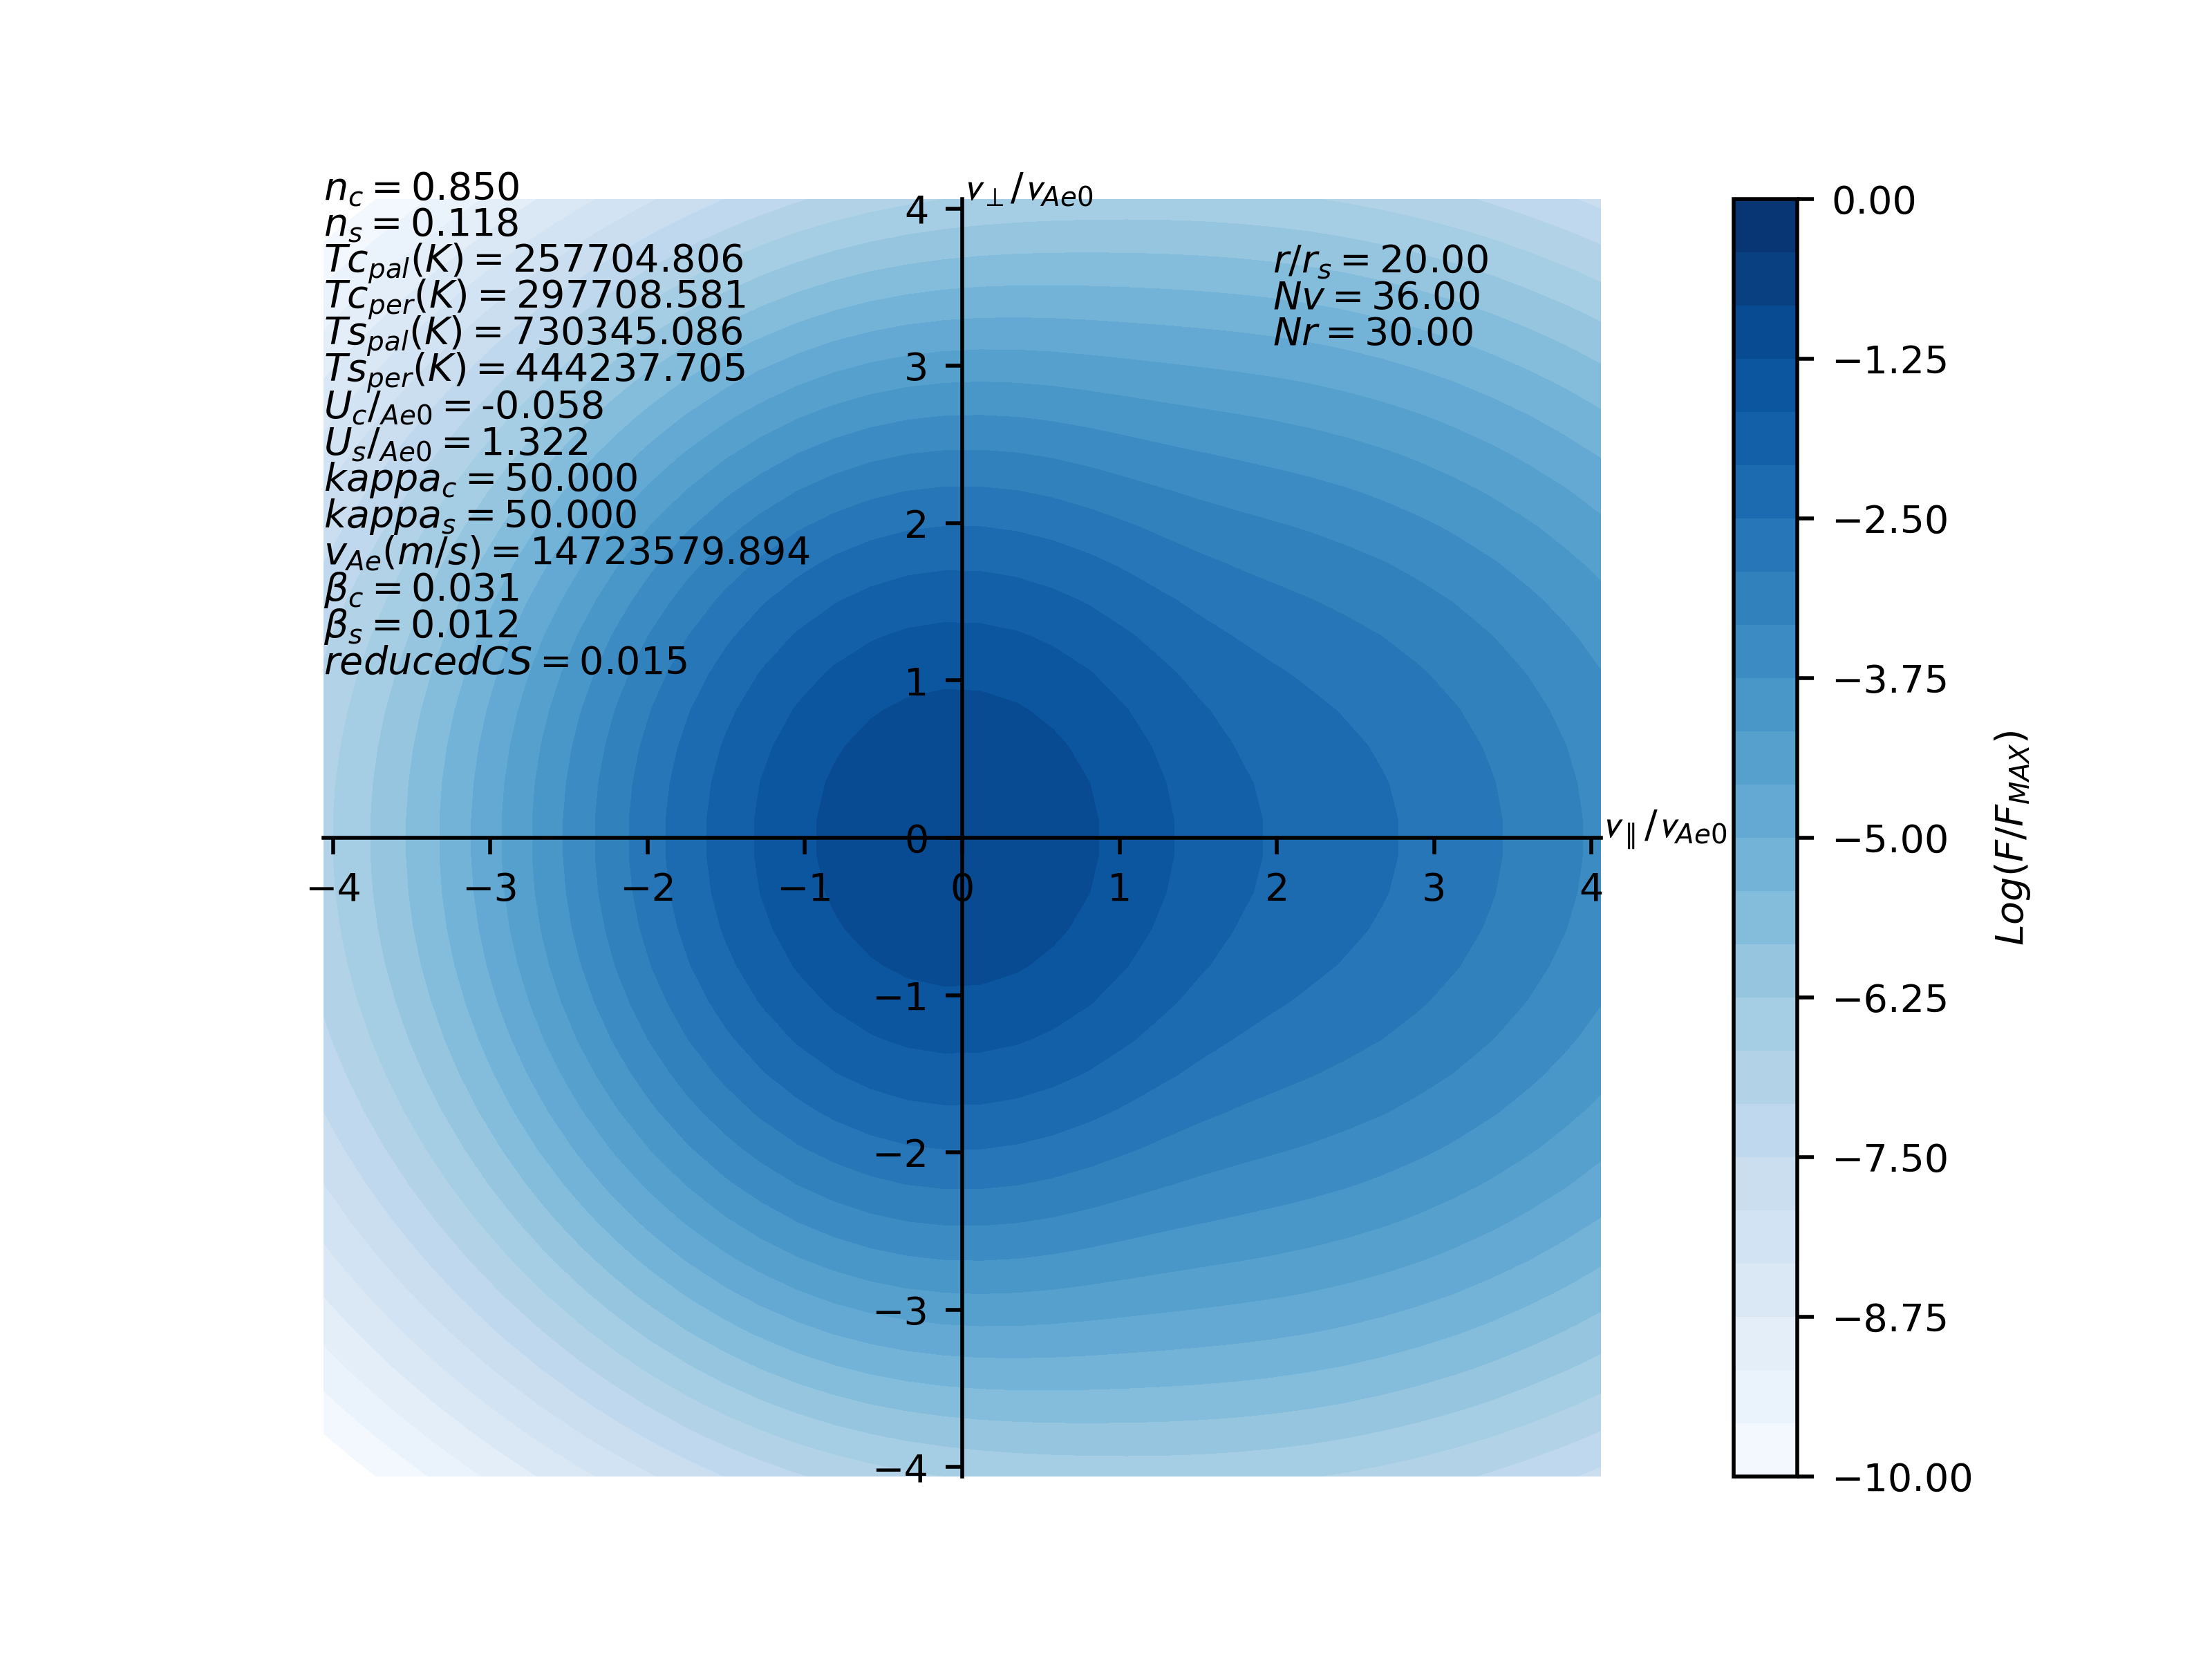 n_c = 0.850
n_s = 0.118
Tc_pal(K) = 257704.806
Tc_per(K) = 297708.581
Ts_pal(K) = 730345.086
Ts_per(K) = 444237.705
U_c/_Ae0 = -0.058
U_s/_Ae0 = 1.322
kappa_c = 50.000
kappa_s = 50.000
v_Ae(m/s) = 14723579.894
β_c = 0.031
β_s = 0.012
reducedCS = 0.015
v_⊥/v_Ae0
r/r_s = 20.00
Nv = 36.00
Nr = 30.00
4
3
2
1
0
−1
−2
−3
−4
−4 −3 −2 −1 0 1 2 3 4
v_∥/v_Ae0
0.00
−1.25
−2.50
−3.75
−5.00
−6.25
−7.50
−8.75
−10.00
Log(F/F_MAX)